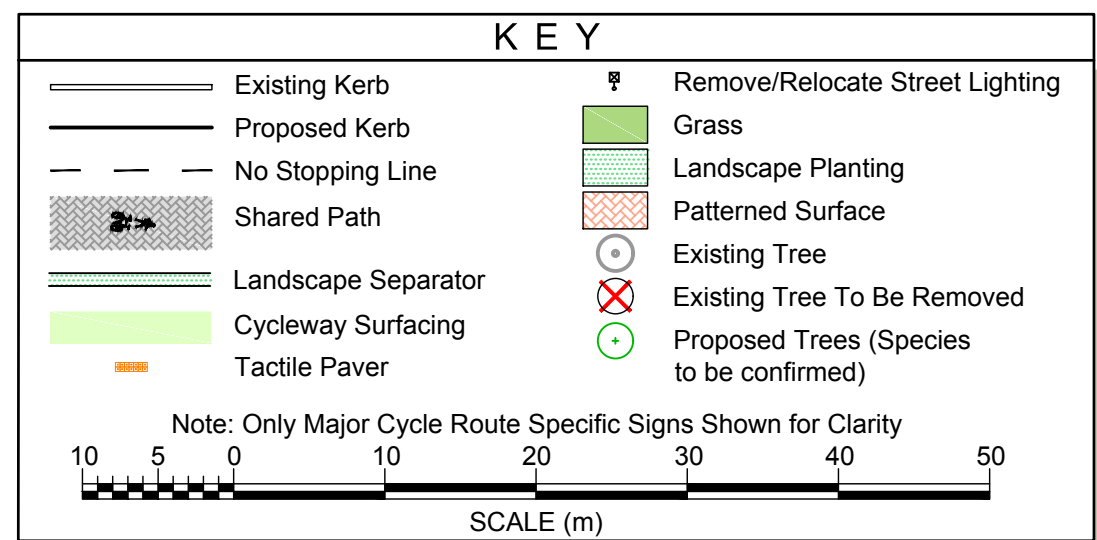 K E Y
Existing Kerb
Proposed Kerb
No Stopping Line
Shared Path
Landscape Separator
Cycleway Surfacing
Tactile Paver
Remove/Relocate Street Lighting
Grass
Landscape Planting
Patterned Surface
Existing Tree
Existing Tree To Be Removed
Proposed Trees (Species
to be confirmed)
Note: Only Major Cycle Route Specific Signs Shown for Clarity
10 5 0 10 20 30 40 50
SCALE (m)